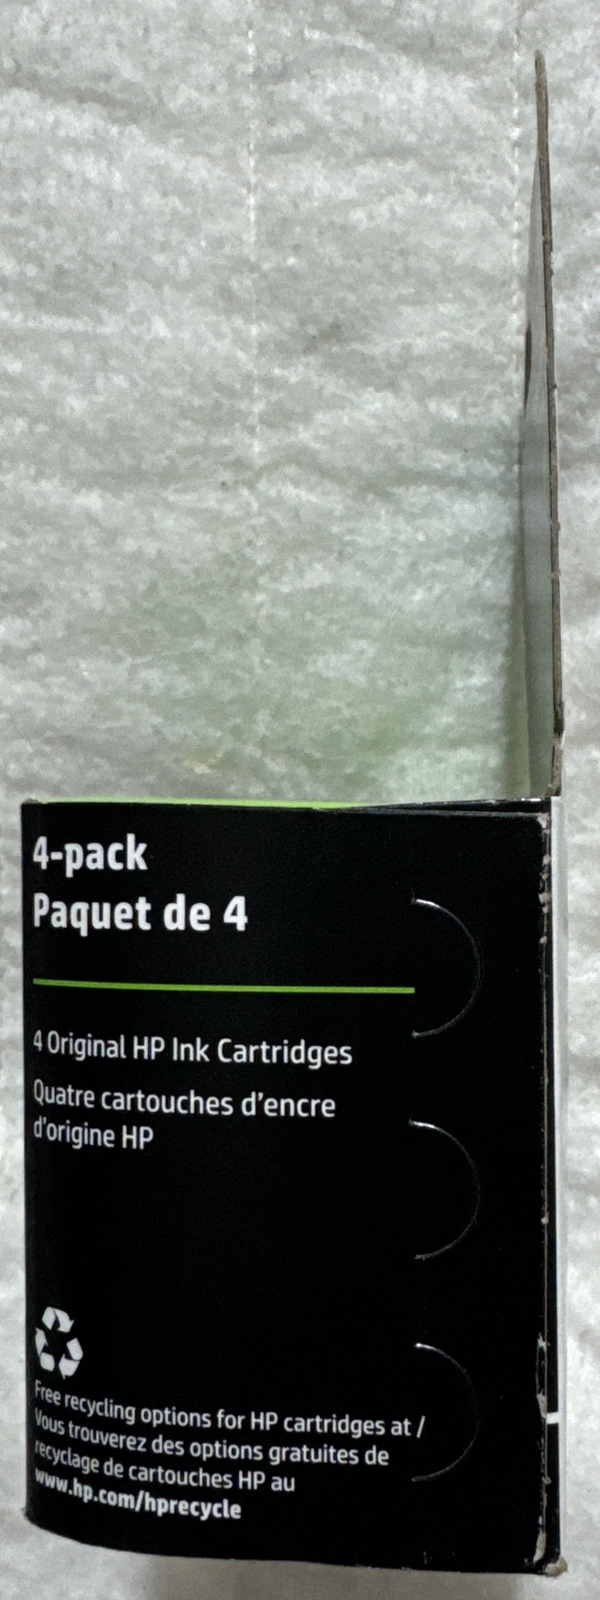 4-pack
Paquet de 4
4 Original HP Ink Cartridges
Quatre cartouches d'encre
d'origine HP
Free recycling options for HP cartridges at /
Vous trouverez des options gratuites de
recyclage de cartouches HP au
www.hp.com/hprecycle